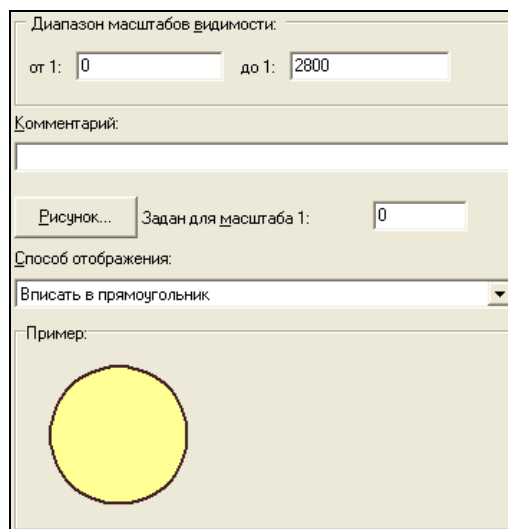 Диапазон масштабов видимости:
от 1: 0 до 1: 2800
Комментарий:
Рисунок... Задан для масштаба 1: 0
Способ отображения:
Вписать в прямоугольник
Пример: